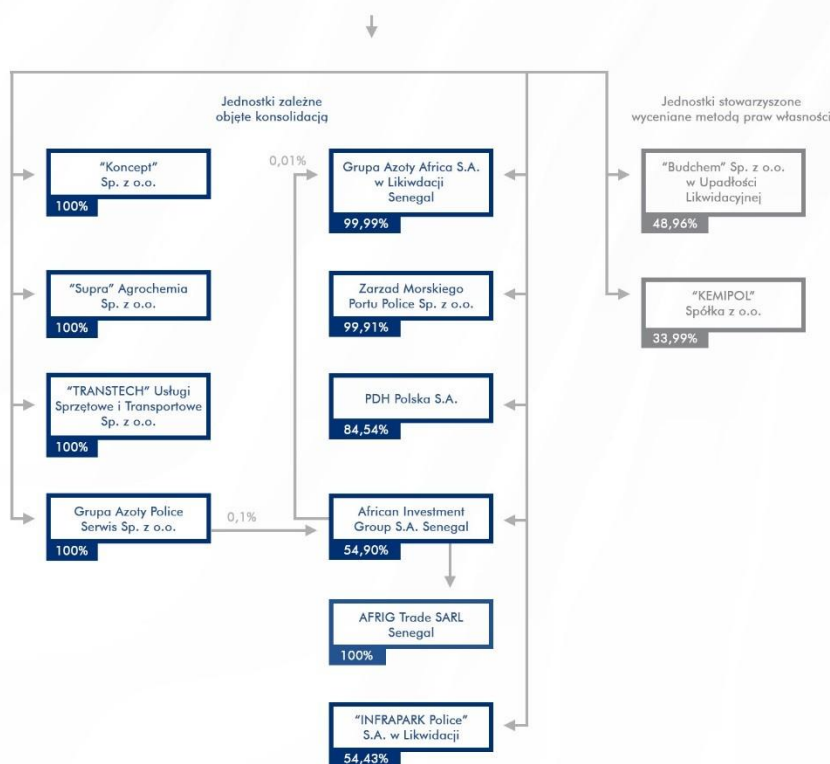 Jednostki zależne
objęte konsolidacją
Jednostki stowarzyszone
wyceniane metodą praw własności
"Koncept"
Sp. z o.o.
100%
"Supra" Agrochemia
Sp. z o.o.
100%
"TRANSTECH" Usługi
Sprzętowe i Transportowe
Sp. z o.o.
100%
Grupa Azoty Police
Serwis Sp. z o.o.
100%
0,1%
0,01%
Grupa Azoty Africa S.A.
w Likiwdacji
Senegal
99,99%
Zarzad Morskiego
Portu Police Sp. z o.o.
99,91%
PDH Polska S.A.
84,54%
African Investment
Group S.A. Senegal
54,90%
AFRIG Trade SARL
Senegal
100%
"INFRAPARK Police"
S.A. w Likwidacji
54,43%
"Budchem" Sp. z o.o.
w Upadłości
Likwidacyjnej
48,96%
"KEMIPOL"
Spółka z o.o.
33,99%